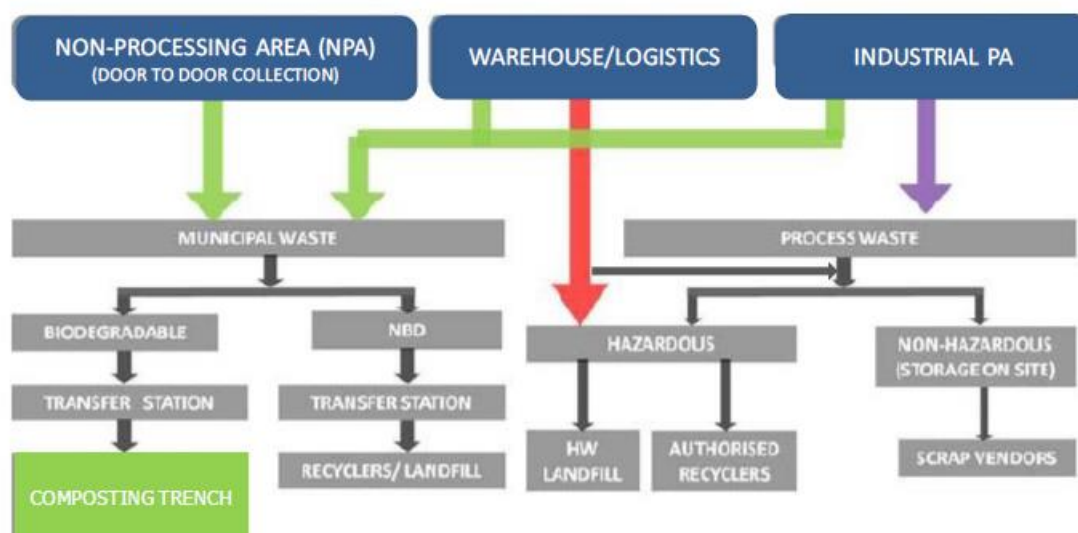 NON-PROCESSING AREA (NPA)
(DOOR TO DOOR COLLECTION)
WAREHOUSE/LOGISTICS
INDUSTRIAL PA
MUNICIPAL WASTE
PROCESS WASTE
BIODEGRADABLE
NBD
HAZARDOUS
NON-HAZARDOUS
(STORAGE ON SITE)
TRANSFER STATION
TRANSFER STATION
HW
LANDFILL
AUTHORISED
RECYCLERS
SCRAP VENDORS
RECYCLERS/ LANDFILL
COMPOSTING TRENCH